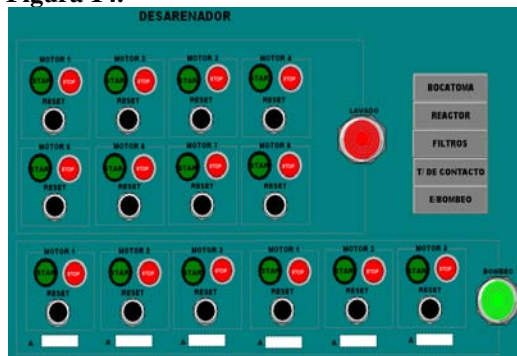 Figura 14.
DESARENADOR
MOTOR 1 MOTOR 2 MOTOR 3 MOTOR 4
STAR STOP STAR STOP STAR STOP STAR STOP
RESET RESET RESET RESET
LAVADO
MOTOR 5 MOTOR 6 MOTOR 7 MOTOR 8
STAR STOP STAR STOP STAR STOP STAR STOP
RESET RESET RESET RESET
BOCATOMA
REACTOR
FILTROS
T/ DE CONTACTO
E/BOMBEO
MOTOR 1 MOTOR 2 MOTOR 3 MOTOR 1 MOTOR 2 MOTOR 3
STAR STOP STAR STOP STAR STOP STAR STOP STAR STOP STAR STOP
RESET RESET RESET RESET RESET RESET
BOMBEO
A A A A A A